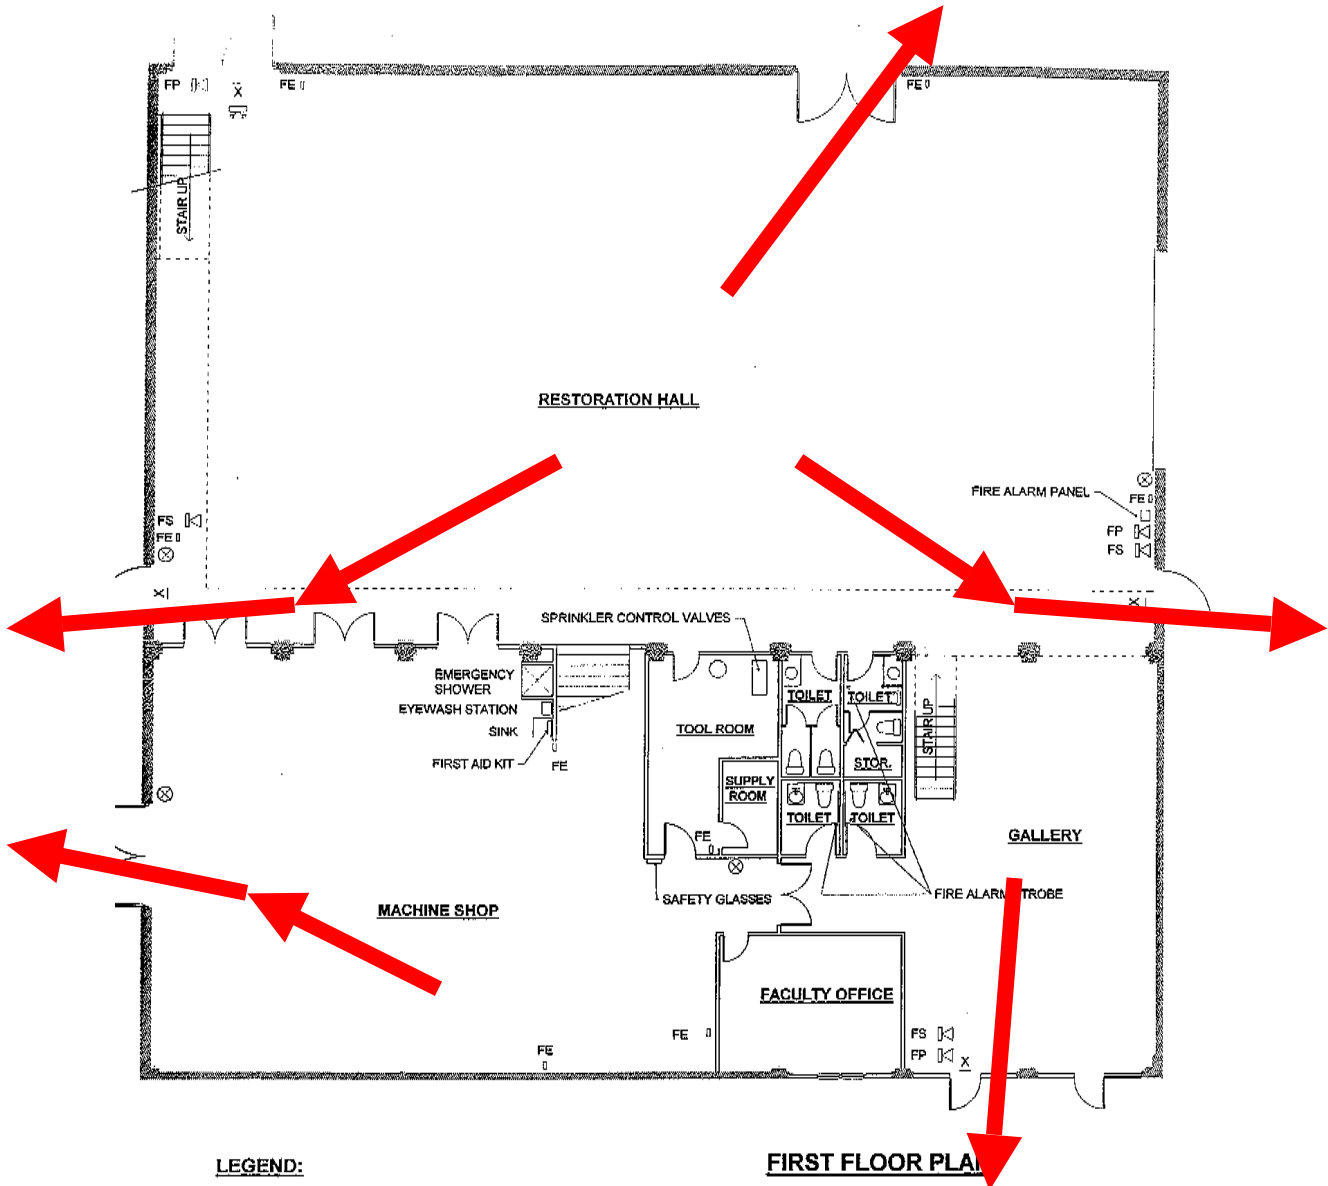 FP
X
FE
FE
STAIR UP
RESTORATION HALL
FIRE ALARM PANEL
FE
FP
FS
FS
FE
X
X
SPRINKLER CONTROL VALVES
EMERGENCY
SHOWER
EYEWASH STATION
SINK
FIRST AID KIT
FE
TOOL ROOM
SUPPLY
ROOM
TOILET
TOILET
STOR.
TOILET
TOILET
STAIR UP
GALLERY
FE
SAFETY GLASSES
FIRE ALARM STROBE
MACHINE SHOP
FACULTY OFFICE
FE
FE
FS
FP
X
LEGEND:
FIRST FLOOR PLAN